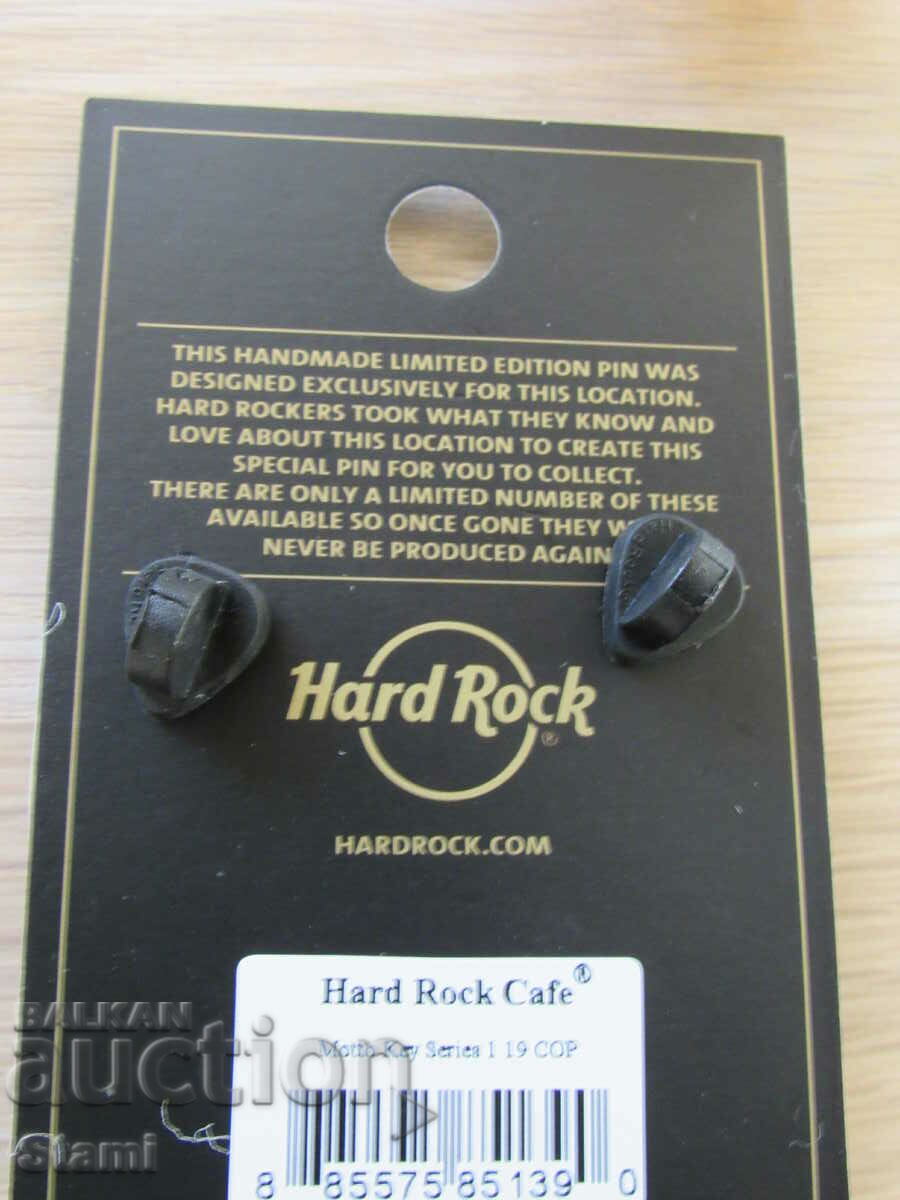 THIS HANDMADE LIMITED EDITION PIN WAS
DESIGNED EXCLUSIVELY FOR THIS LOCATION.
HARD ROCKERS TOOK WHAT THEY KNOW AND
LOVE ABOUT THIS LOCATION TO CREATE THIS
SPECIAL PIN FOR YOU TO COLLECT.
THERE ARE ONLY A LIMITED NUMBER OF THESE
AVAILABLE SO ONCE GONE THEY W
NEVER BE PRODUCED AGAIN
Hard Rock®
HARDROCK.COM
Hard Rock Cafe®
Motto Key Series 1 19 COP
8 85575 85139 0
BALKAN
auction
Stami